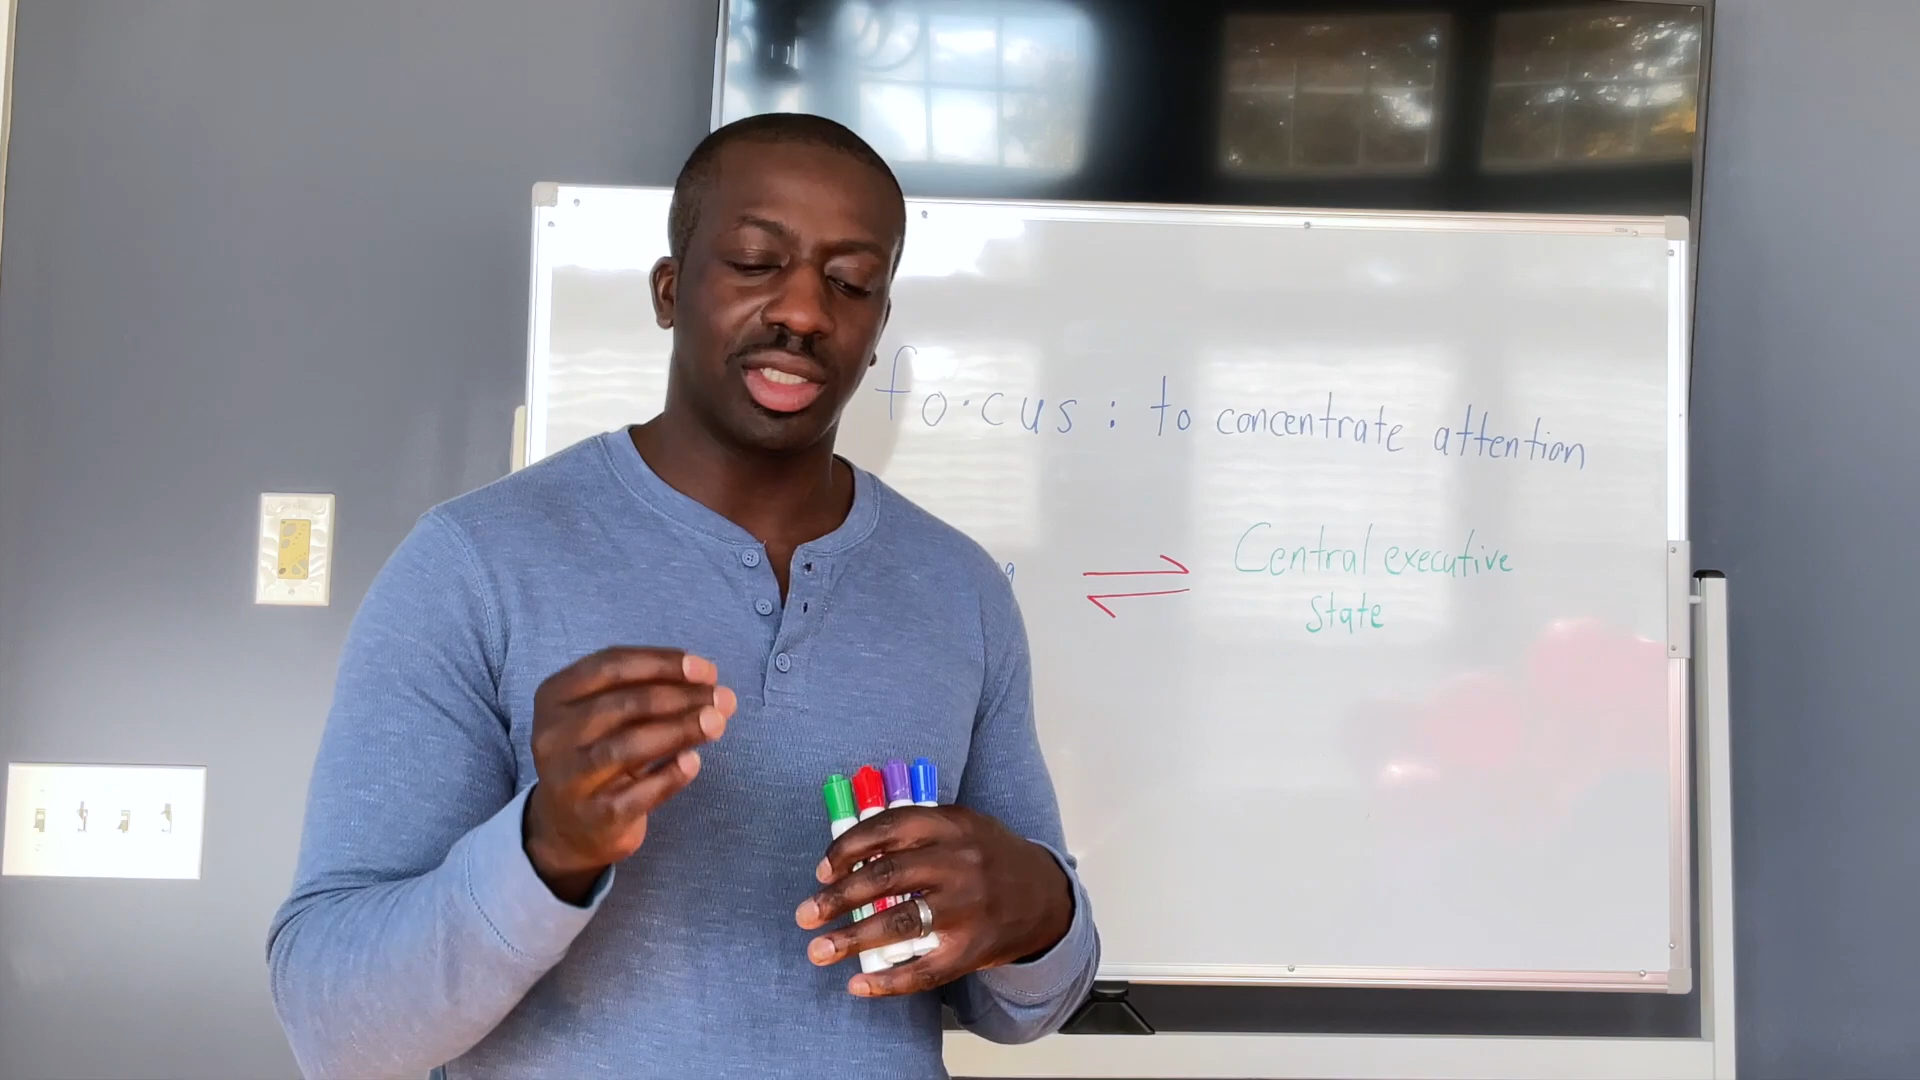 fo·cus : to concentrate attention
Central executive
State